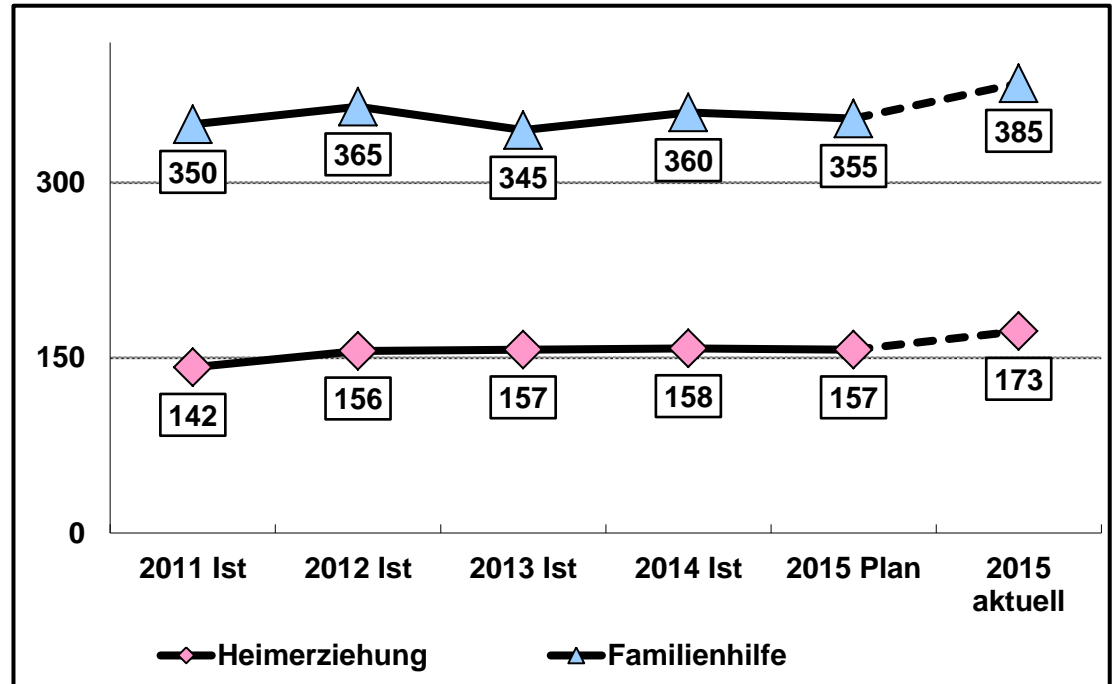 350
365
345
360
355
385
300
150
142
156
157
158
157
173
0
2011 Ist
2012 Ist
2013 Ist
2014 Ist
2015 Plan
2015
aktuell
Heimerziehung
Familienhilfe